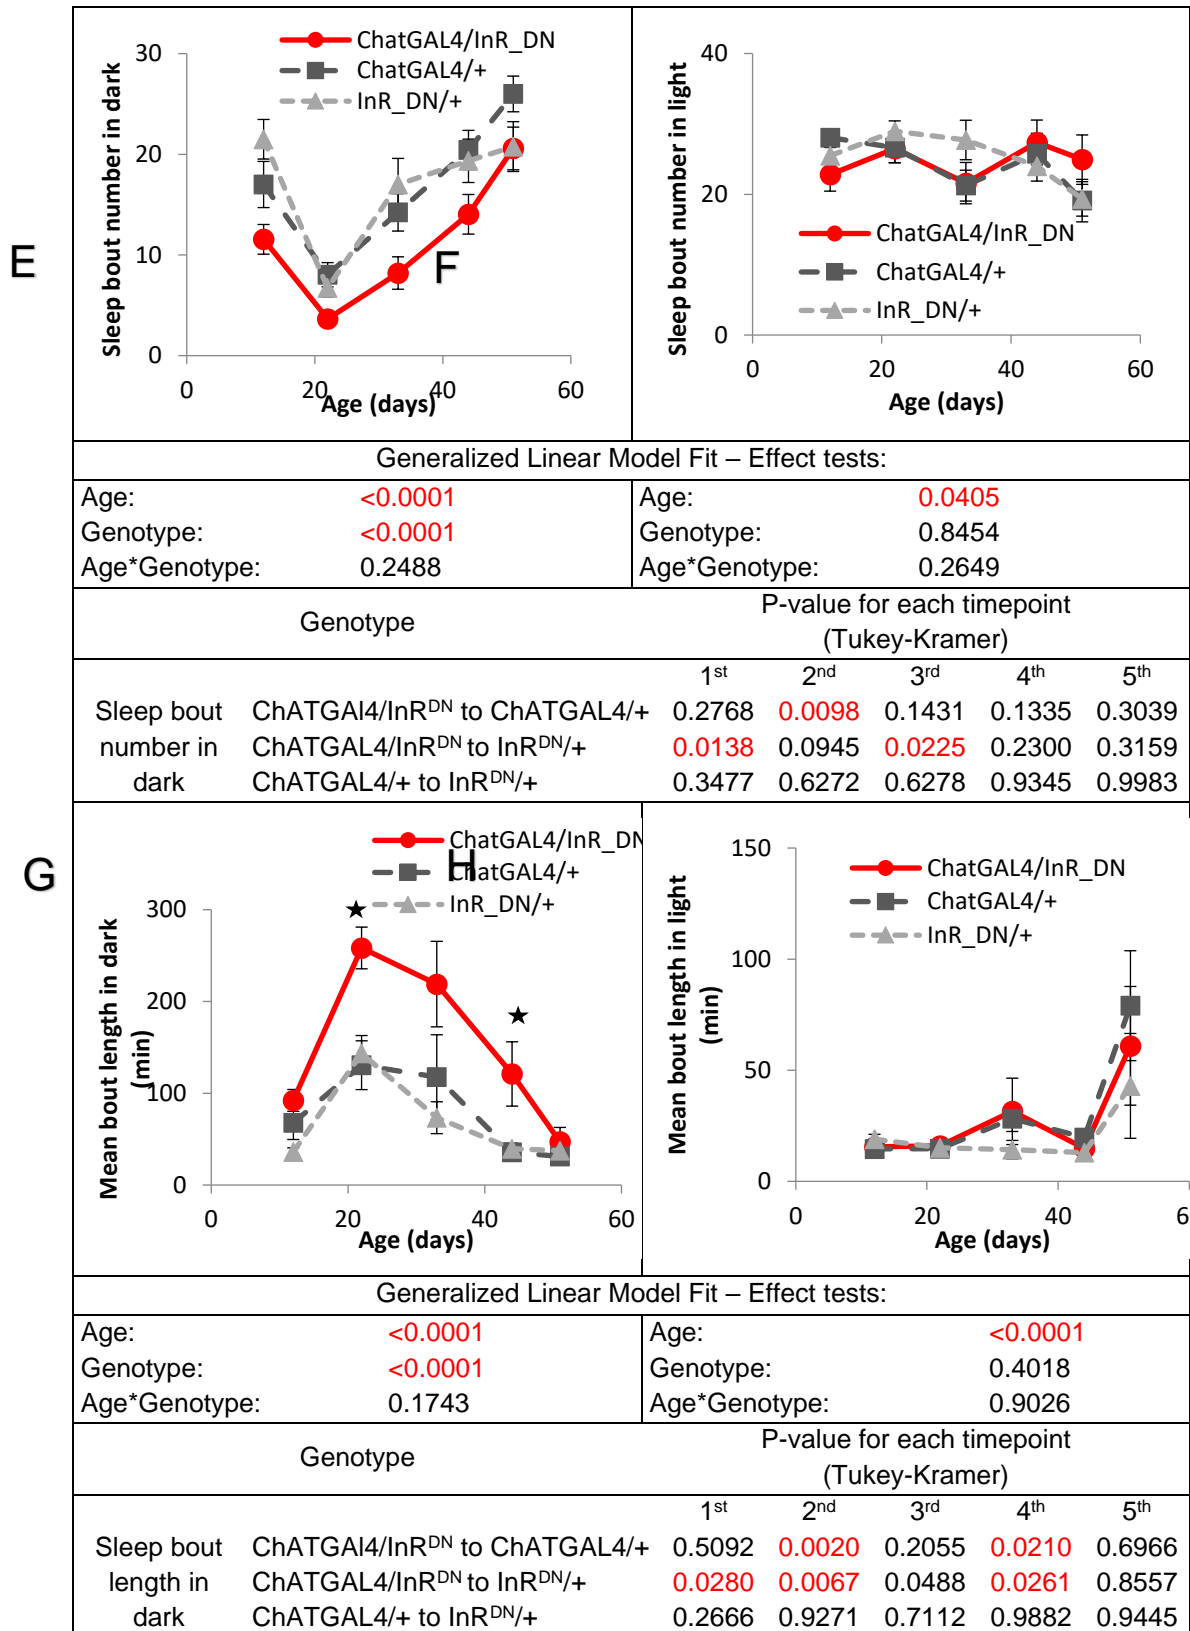 E
ChatGAL4/InR_DN
ChatGAL4/+
InR_DN/+
Sleep bout number in dark
30
20
10
0
0 20 40 60
Age (days)
F
Sleep bout number in light
40
20
0
ChatGAL4/InR_DN
ChatGAL4/+
InR_DN/+
0 20 40 60
Age (days)
Generalized Linear Model Fit – Effect tests:
Age: <0.0001 Age: 0.0405
Genotype: <0.0001 Genotype: 0.8454
Age*Genotype: 0.2488 Age*Genotype: 0.2649
Genotype P-value for each timepoint
(Tukey-Kramer)
1st 2nd 3rd 4th 5th
Sleep bout ChATGAl4/InRDN to ChATGAL4/+ 0.2768 0.0098 0.1431 0.1335 0.3039
number in ChATGAL4/InRDN to InRDN/+ 0.0138 0.0945 0.0225 0.2300 0.3159
dark ChATGAL4/+ to InRDN/+ 0.3477 0.6272 0.6278 0.9345 0.9983
G
ChatGAL4/InR_DN
ChatGAL4/+
InR_DN/+
Mean bout length in dark
(min)
300
200
100
0
0 20 40 60
Age (days)
H
Mean bout length in light
(min)
150
100
50
0
ChatGAL4/InR_DN
ChatGAL4/+
InR_DN/+
0 20 40 6
Age (days)
Generalized Linear Model Fit – Effect tests:
Age: <0.0001 Age: <0.0001
Genotype: <0.0001 Genotype: 0.4018
Age*Genotype: 0.1743 Age*Genotype: 0.9026
Genotype P-value for each timepoint
(Tukey-Kramer)
1st 2nd 3rd 4th 5th
Sleep bout ChATGAl4/InRDN to ChATGAL4/+ 0.5092 0.0020 0.2055 0.0210 0.6966
length in ChATGAL4/InRDN to InRDN/+ 0.0280 0.0067 0.0488 0.0261 0.8557
dark ChATGAL4/+ to InRDN/+ 0.2666 0.9271 0.7112 0.9882 0.9445